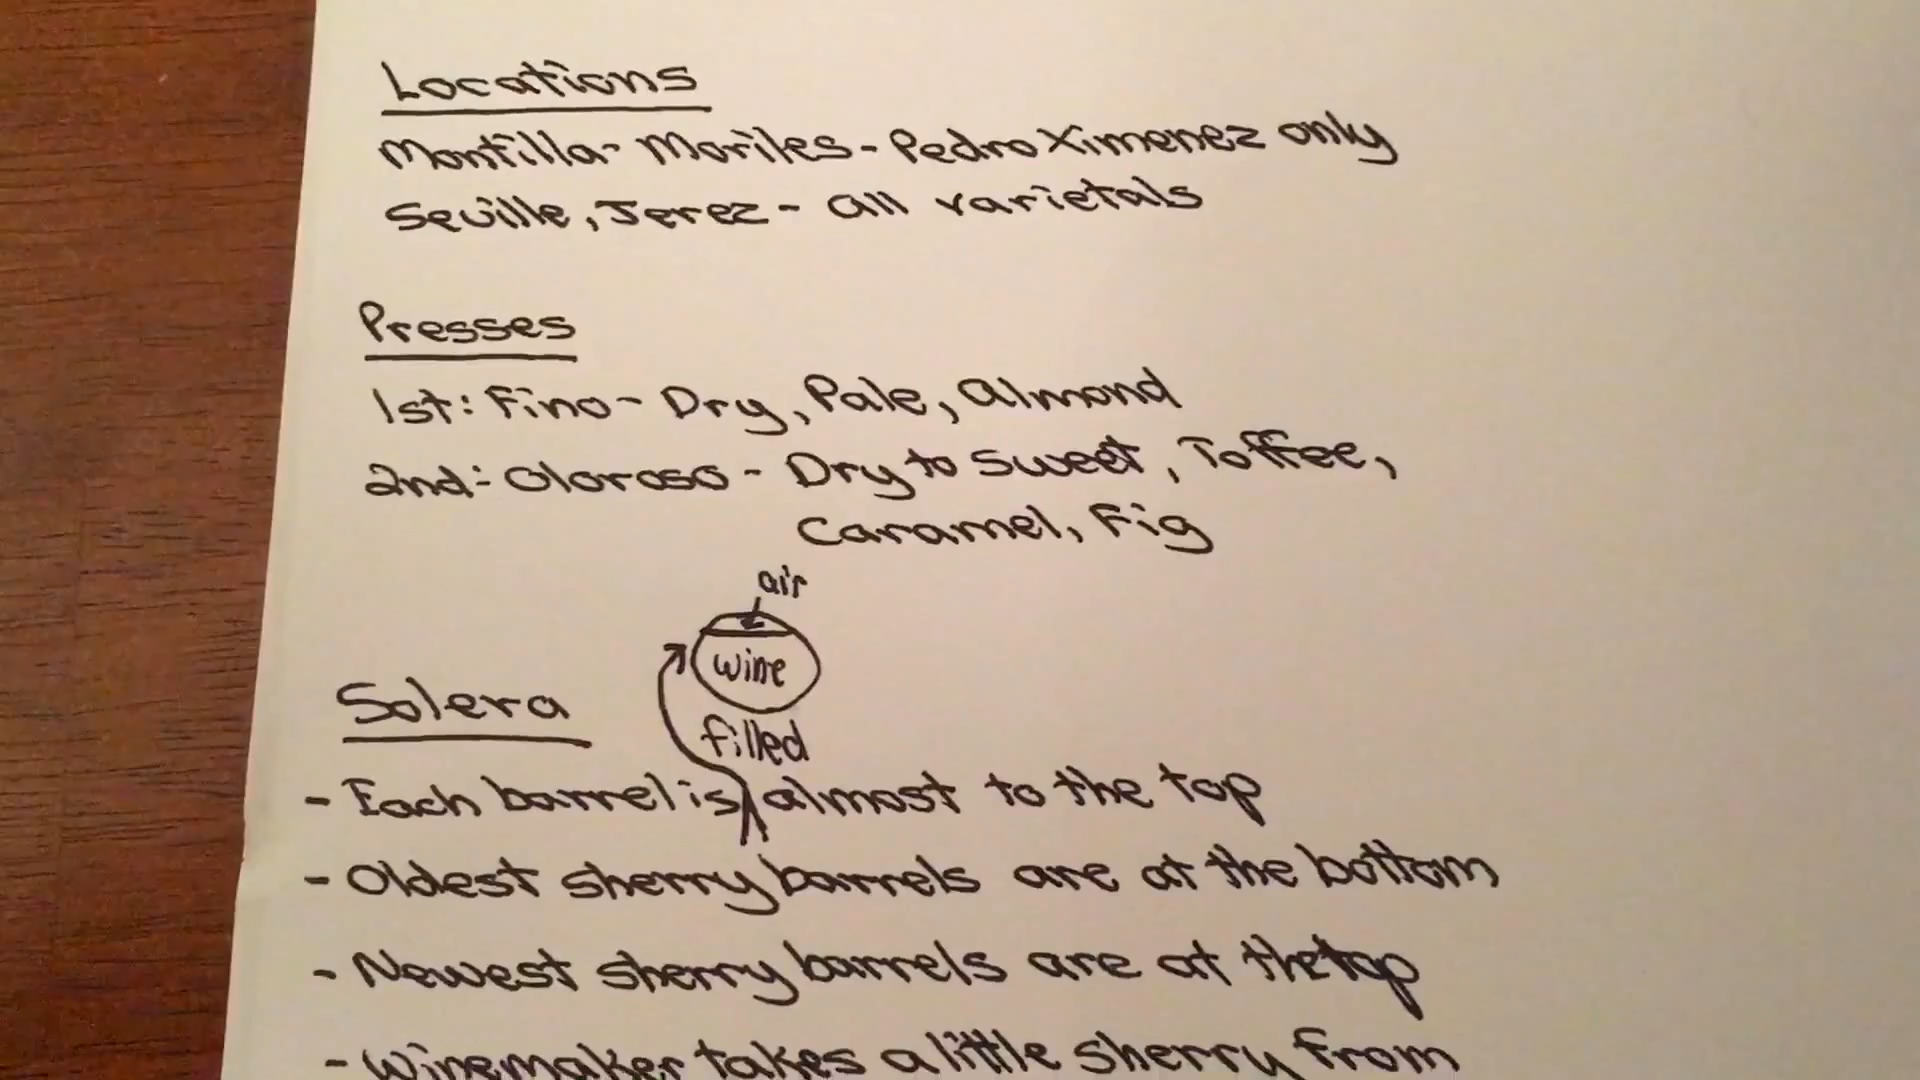 Locations
Montilla-Moriles-Pedro Ximenez only
Seville, Jerez- all varietals
Presses
1st: Fino- Dry, Pale, Almond
2nd: Oloroso- Dry to Sweet, Toffee,
Caramel, Fig
air
wine
Solera
filled
- Each barrel is almost to the top
- Oldest sherry barrels are at the bottom
- Newest sherry barrels are at the top
- Winemaker takes a little sherry from